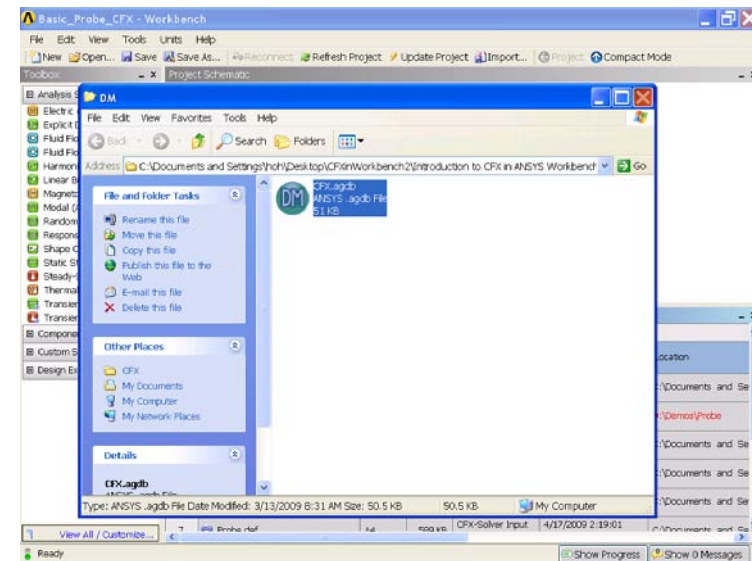 Basic_Probe_CFX - Workbench
File Edit View Tools Units Help
New Open... Save Save As... Reconnect Refresh Project Update Project Import... Project Compact Mode
Toolbox Project Schematic
Analysis S
Electric
Explicit D
Fluid Flo
Fluid Flo
Harmoni
Linear B
Magnet
Modal (A
Random
Respons
Shape O
Static St
Steady-
Thermal
Transien
Transien
Componen
Custom S
Design Ex
View All / Customize...
DM
File Edit View Favorites Tools Help
Back Search Folders
Address C:\Documents and Settings\hohl\Desktop\CFXinWorkbench2\Introduction to CFX in ANSYS Workbench Go
File and Folder Tasks
Rename this file
Move this file
Copy this file
Publish this file to the Web
E-mail this file
Delete this file
Other Places
CFX
My Documents
My Computer
My Network Places
Details
CFX.agdb
CFX.agdb
ANSYS .agdb File
51 KB
Type: ANSYS .agdb File Date Modified: 3/13/2009 8:31 AM Size: 50.5 KB 50.5 KB My Computer
ocation
:\Documents and Se
:\Demos\Probe
:\Documents and Se
:\Documents and Se
:\Documents and Se
7 Probe.def 599 KB CFX-Solver Input 4/17/2009 2:19:01
Ready Show Progress Show 0 Messages